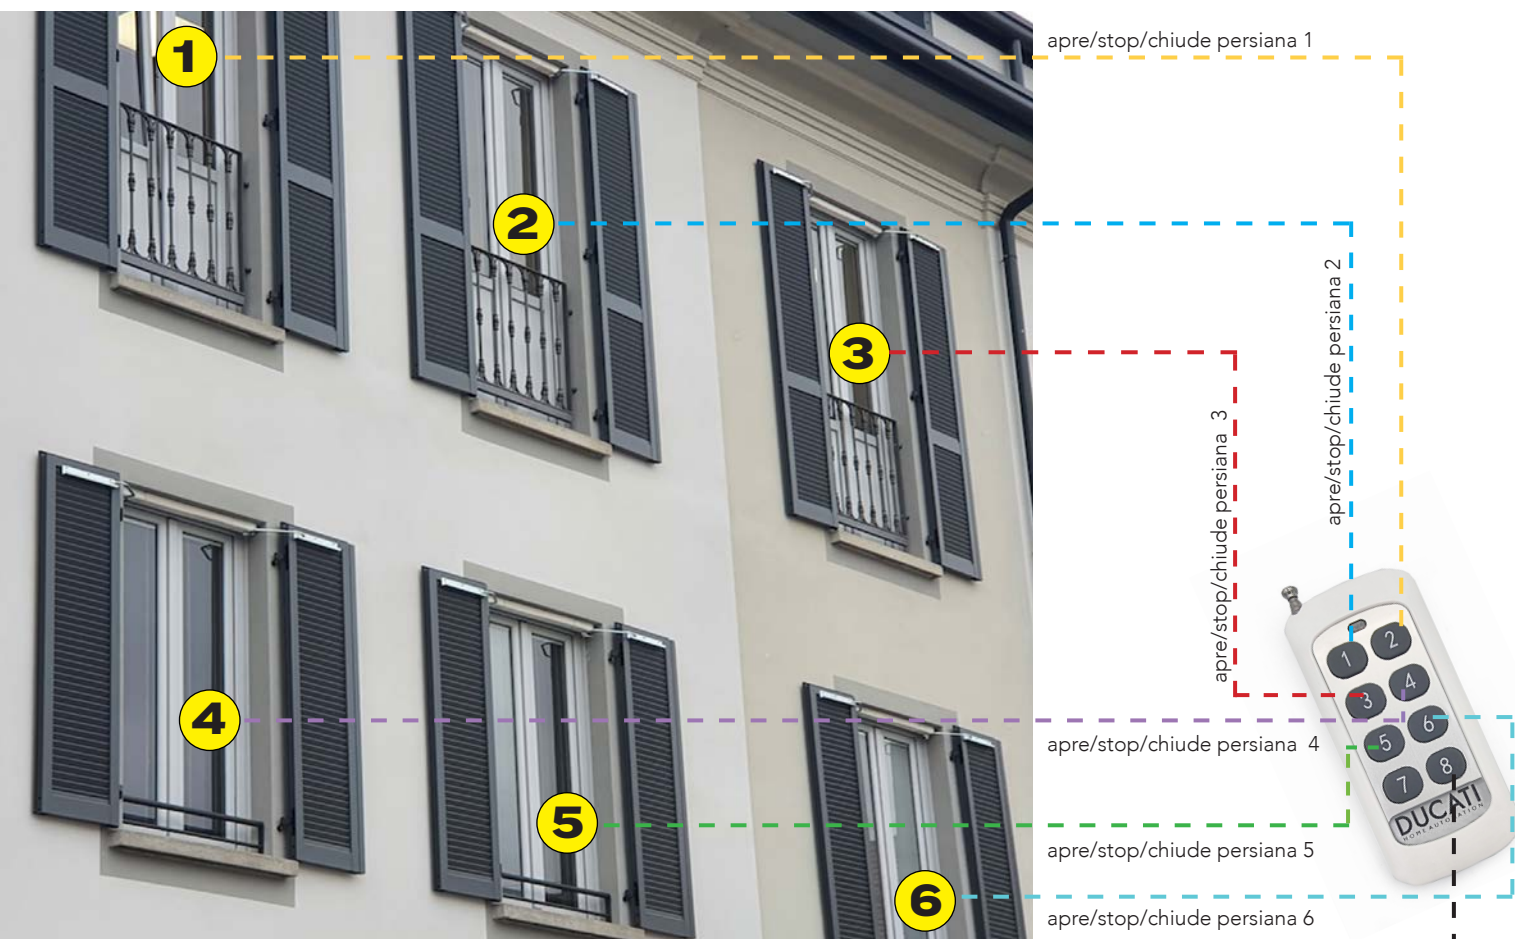 apre/stop/chiude persiana 1
1
2
apre/stop/chiude persiana 2
3
apre/stop/chiude persiana 3
1
2
3
4
5
6
7
8
DUCATI
HOME AUTOMATION
4
apre/stop/chiude persiana 4
5
apre/stop/chiude persiana 5
6
apre/stop/chiude persiana 6